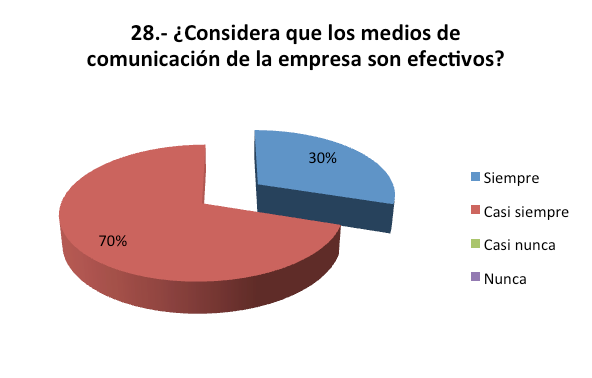 28.- ¿Considera que los medios de
comunicación de la empresa son efectivos?
30%
70%
Siempre
Casi siempre
Casi nunca
Nunca